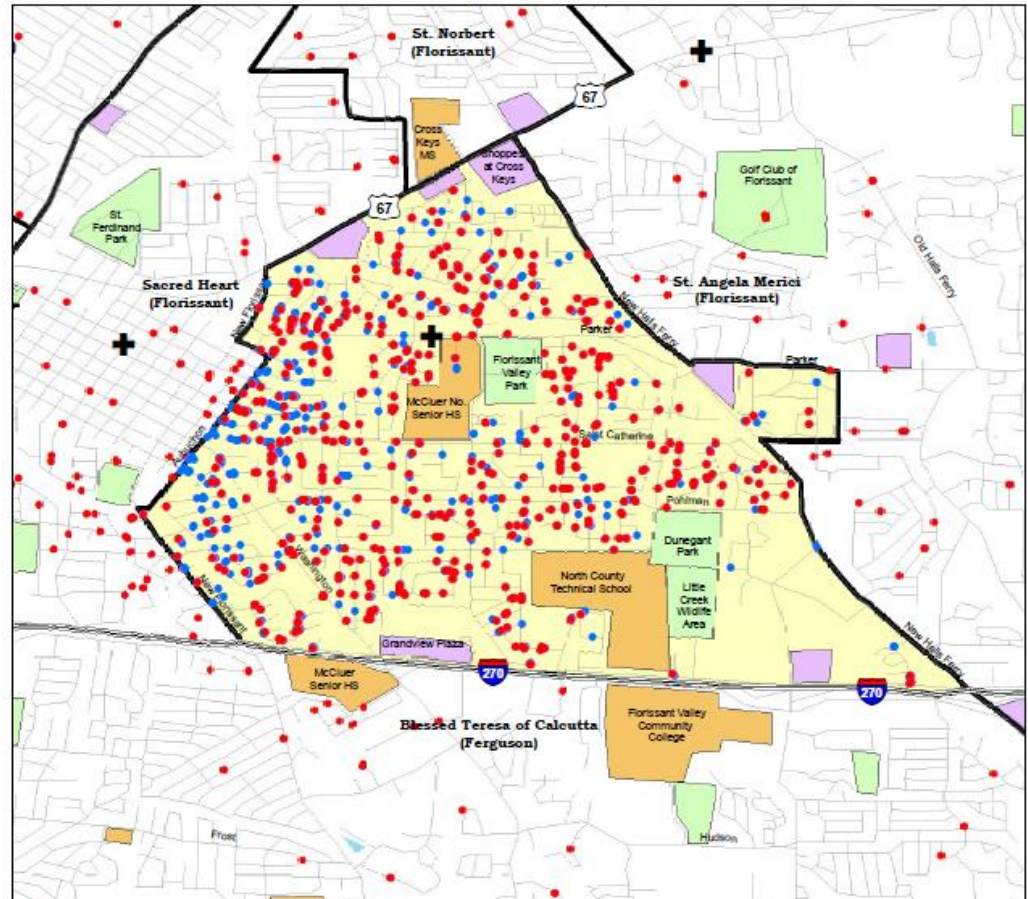 St. Norbert
(Florissant)
67
Cross
Keys
MS
Shoppes
at Cross
Keys
Golf Club of
Florissant
67
St.
Ferdinand
Park
Old Halls Ferry
Sacred Heart
(Florissant)
St. Angela Merici
(Florissant)
New Florissant
New Halls Ferry
Parker
Florissant
Valley
Park
Parker
McCluer No.
Senior HS
Saint Catherine
Pohlman
Dunegant
Park
Washington
North County
Technical School
Little
Creek
Wildlife
Area
New Florissant
New Halls Ferry
Grandview Plaza
270
McCluer
Senior HS
270
Blessed Teresa of Calcutta
(Ferguson)
Florissant Valley
Community
College
Hudson